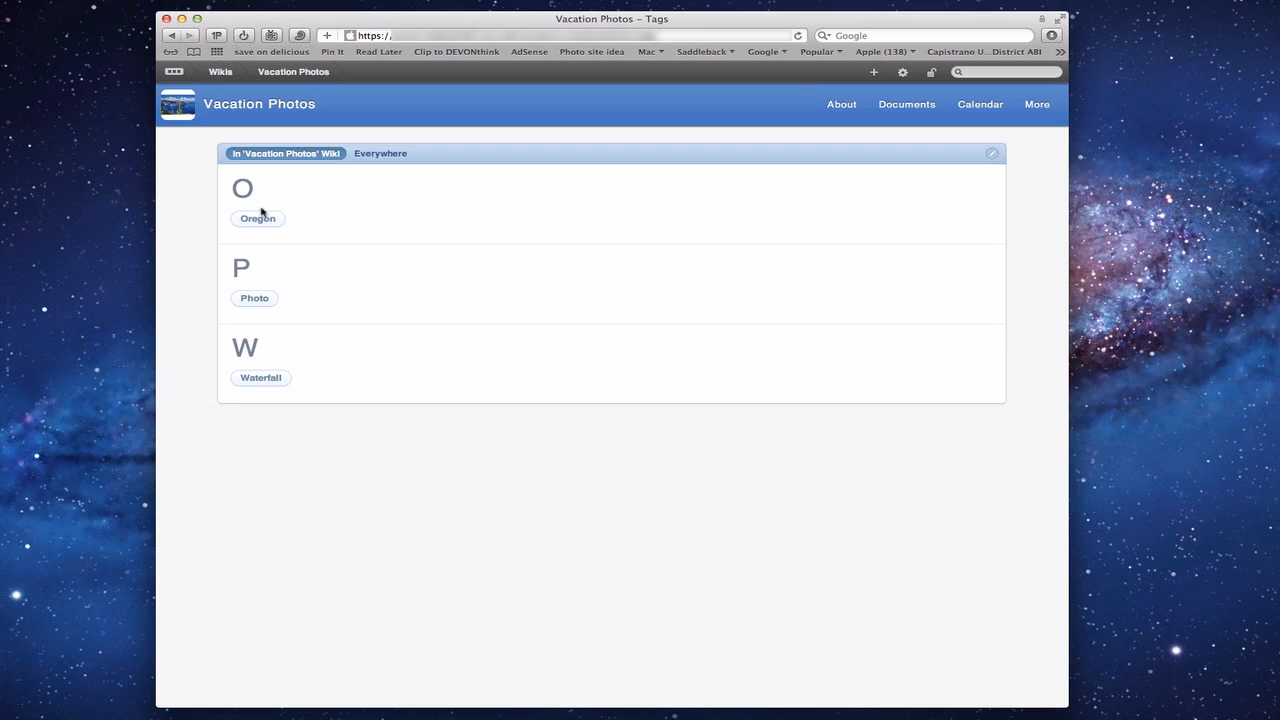 Vacation Photos – Tags
1P + https:/ Google
save on delicious Pin It Read Later Clip to DEVONthink AdSense Photo site idea Mac Saddleback Google Popular Apple (138) Capistrano U...District ABI
Wikis Vacation Photos
Vacation Photos About Documents Calendar More
In 'Vacation Photos' Wiki Everywhere
O
Oregon
P
Photo
W
Waterfall